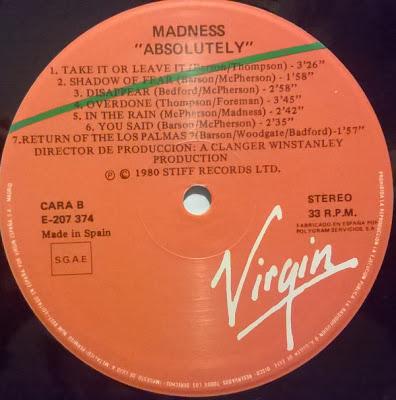 MADNESS
"ABSOLUTELY"
1. TAKE IT OR LEAVE IT (Barson/Thompson) - 3'26"
2. SHADOW OF FEAR (Barson/McPherson) - 1'58"
3. DISAPPEAR (Bedford/McPherson) - 2'58"
4. OVERDONE (Thompson/Foreman) - 3'45"
5. IN THE RAIN (McPherson/Madness) - 2'42"
6. YOU SAID (Barson/McPherson) - 2'35"
7. RETURN OF THE LOS PALMAS 7 (Barson/Woodgate/Badford) - 1'57"
DIRECTOR DE PRODUCCION: A CLANGER WINSTANLEY
PRODUCTION
℗ © 1980 STIFF RECORDS LTD.
CARA B
E-207 374
Made in Spain
S.G.A.E
STEREO
33 R.P.M.
FABRICADO EN ESPAÑA POR
POLYGRAM SERVICIOS, S.A.
Virgin